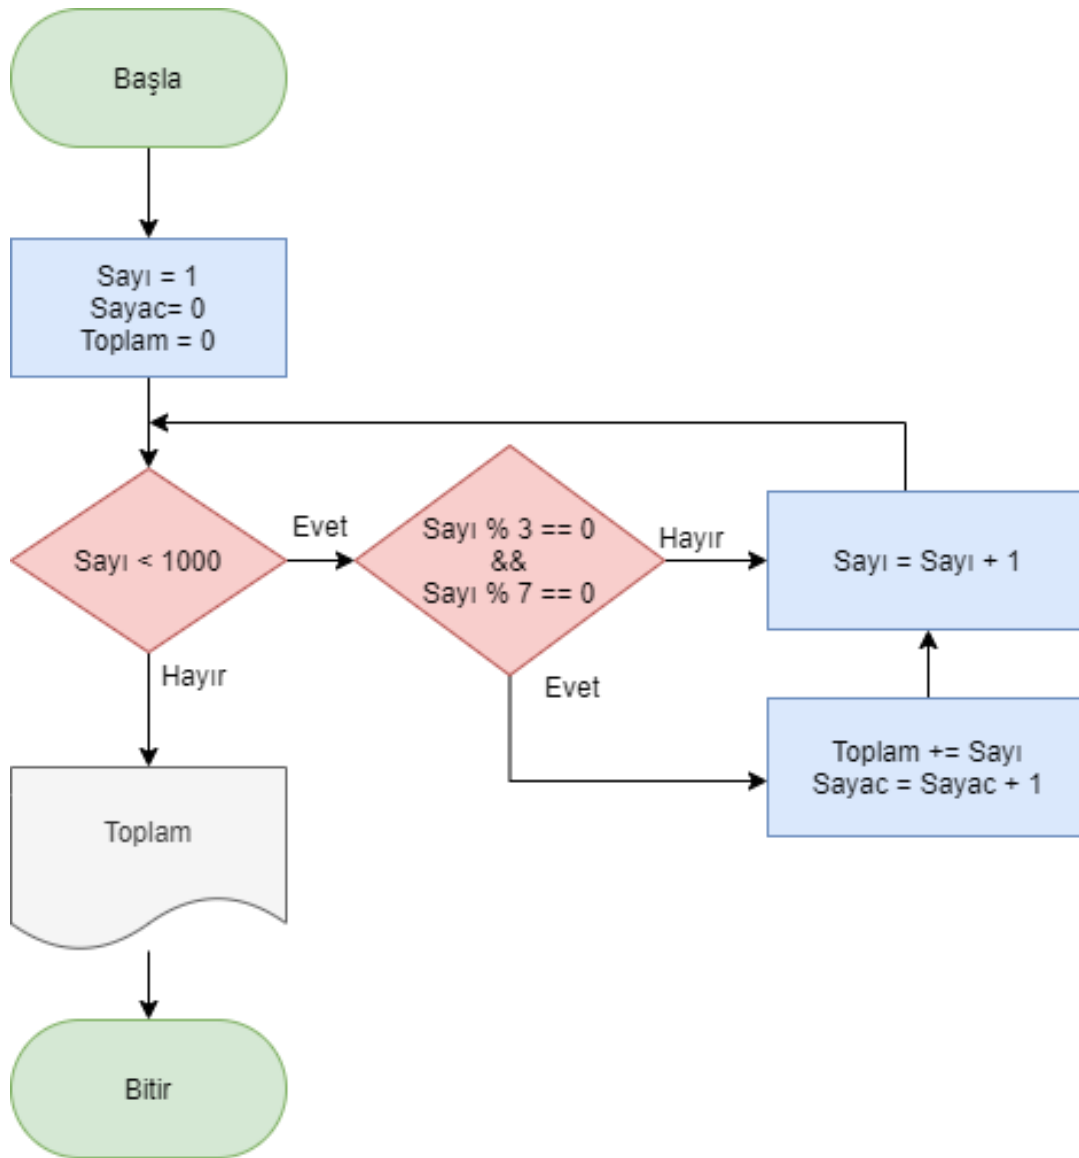 Başla
Sayı = 1
Sayac= 0
Toplam = 0
Sayı < 1000
Evet
Sayı % 3 == 0
&&
Sayı % 7 == 0
Hayır
Sayı = Sayı + 1
Hayır
Evet
Toplam += Sayı
Sayac = Sayac + 1
Toplam
Bitir